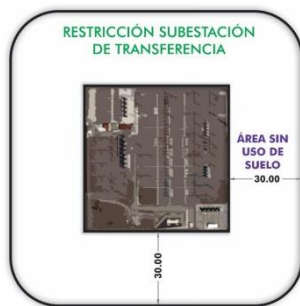 RESTRICCIÓN SUBESTACIÓN
DE TRANSFERENCIA
ÁREA SIN
USO DE
SUELO
30.00
30.00